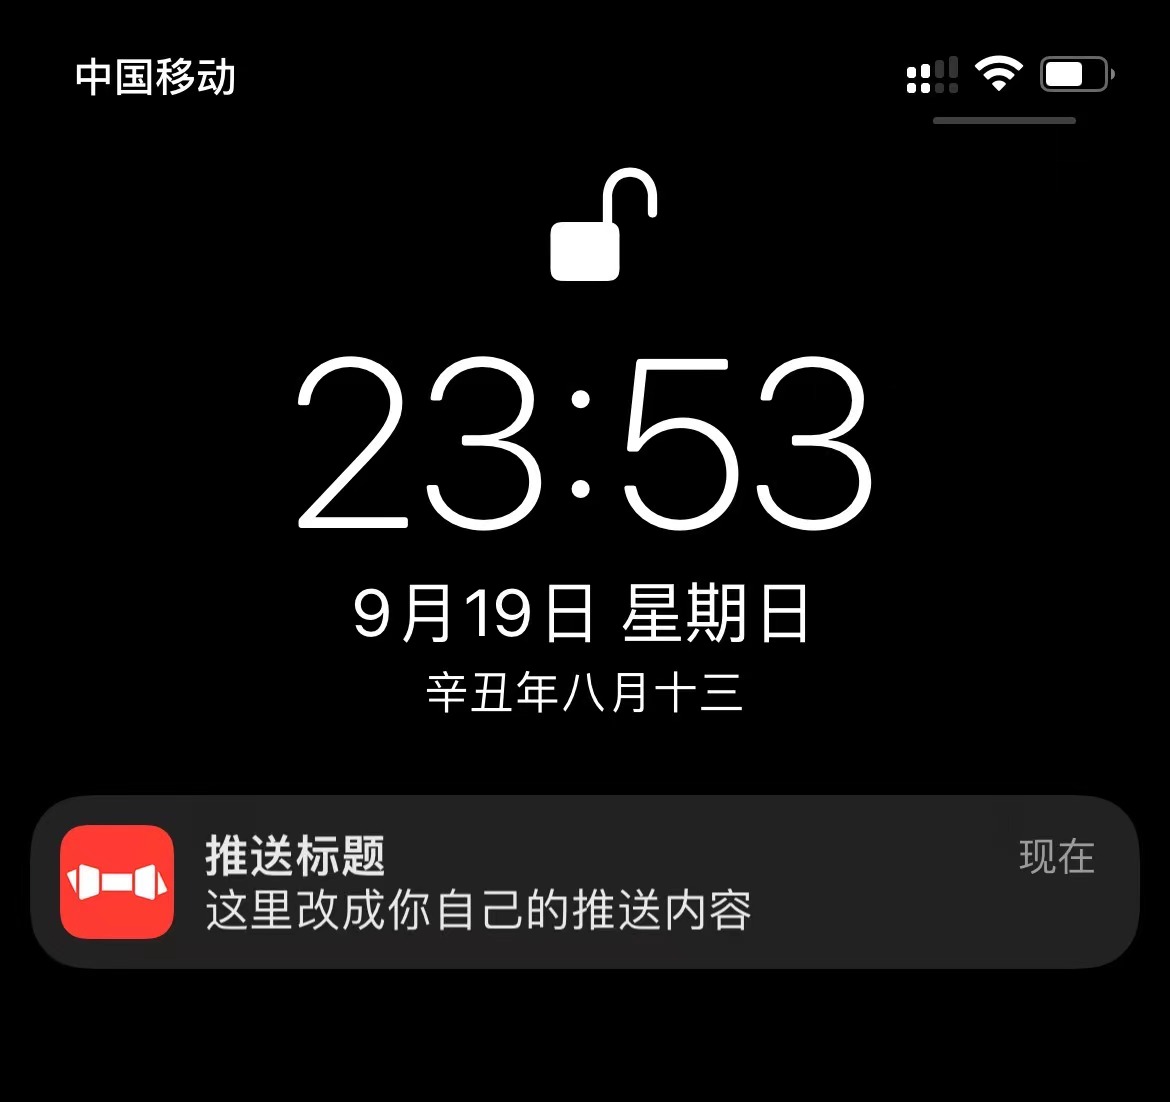 中国移动
23:53
9月19日 星期日
辛丑年八月十三
推送标题
现在
这里改成你自己的推送内容